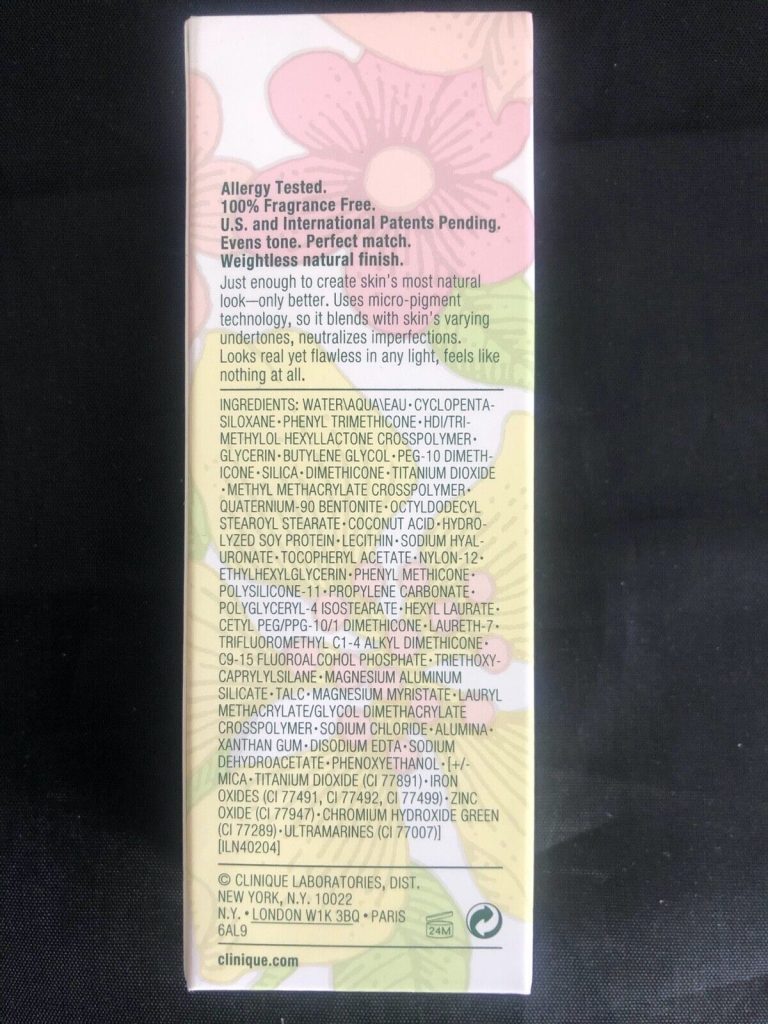 Allergy Tested.
100% Fragrance Free.
U.S. and International Patents Pending.
Evens tone. Perfect match.
Weightless natural finish.
Just enough to create skin's most natural
look—only better. Uses micro-pigment
technology, so it blends with skin's varying
undertones, neutralizes imperfections.
Looks real yet flawless in any light, feels like
nothing at all.
INGREDIENTS: WATER\AQUA\EAU•CYCLOPENTA-
SILOXANE•PHENYL TRIMETHICONE•HDI/TRI-
METHYLOL HEXYLLACTONE CROSSPOLYMER•
GLYCERIN•BUTYLENE GLYCOL•PEG-10 DIMETH-
ICONE•SILICA•DIMETHICONE•TITANIUM DIOXIDE
•METHYL METHACRYLATE CROSSPOLYMER•
QUATERNIUM-90 BENTONITE•OCTYLDODECYL
STEAROYL STEARATE•COCONUT ACID•HYDRO-
LYZED SOY PROTEIN•LECITHIN•SODIUM HYAL-
URONATE•TOCOPHERYL ACETATE•NYLON-12•
ETHYLHEXYLGLYCERIN•PHENYL METHICONE•
POLYSILICONE-11•PROPYLENE CARBONATE•
POLYGLYCERYL-4 ISOSTEARATE•HEXYL LAURATE•
CETYL PEG/PPG-10/1 DIMETHICONE•LAURETH-7•
TRIFLUOROMETHYL C1-4 ALKYL DIMETHICONE•
C9-15 FLUOROALCOHOL PHOSPHATE•TRIETHOXY-
CAPRYLYLSILANE•MAGNESIUM ALUMINUM
SILICATE•TALC•MAGNESIUM MYRISTATE•LAURYL
METHACRYLATE/GLYCOL DIMETHACRYLATE
CROSSPOLYMER•SODIUM CHLORIDE•ALUMINA•
XANTHAN GUM•DISODIUM EDTA•SODIUM
DEHYDROACETATE•PHENOXYETHANOL•[+/-
MICA•TITANIUM DIOXIDE (CI 77891)•IRON
OXIDES (CI 77491, CI 77492, CI 77499)•ZINC
OXIDE (CI 77947)•CHROMIUM HYDROXIDE GREEN
(CI 77289)•ULTRAMARINES (CI 77007)]
[ILN40204]
© CLINIQUE LABORATORIES, DIST.
NEW YORK, N.Y. 10022
N.Y. • LONDON W1K 3BQ • PARIS
6AL9
24M
clinique.com